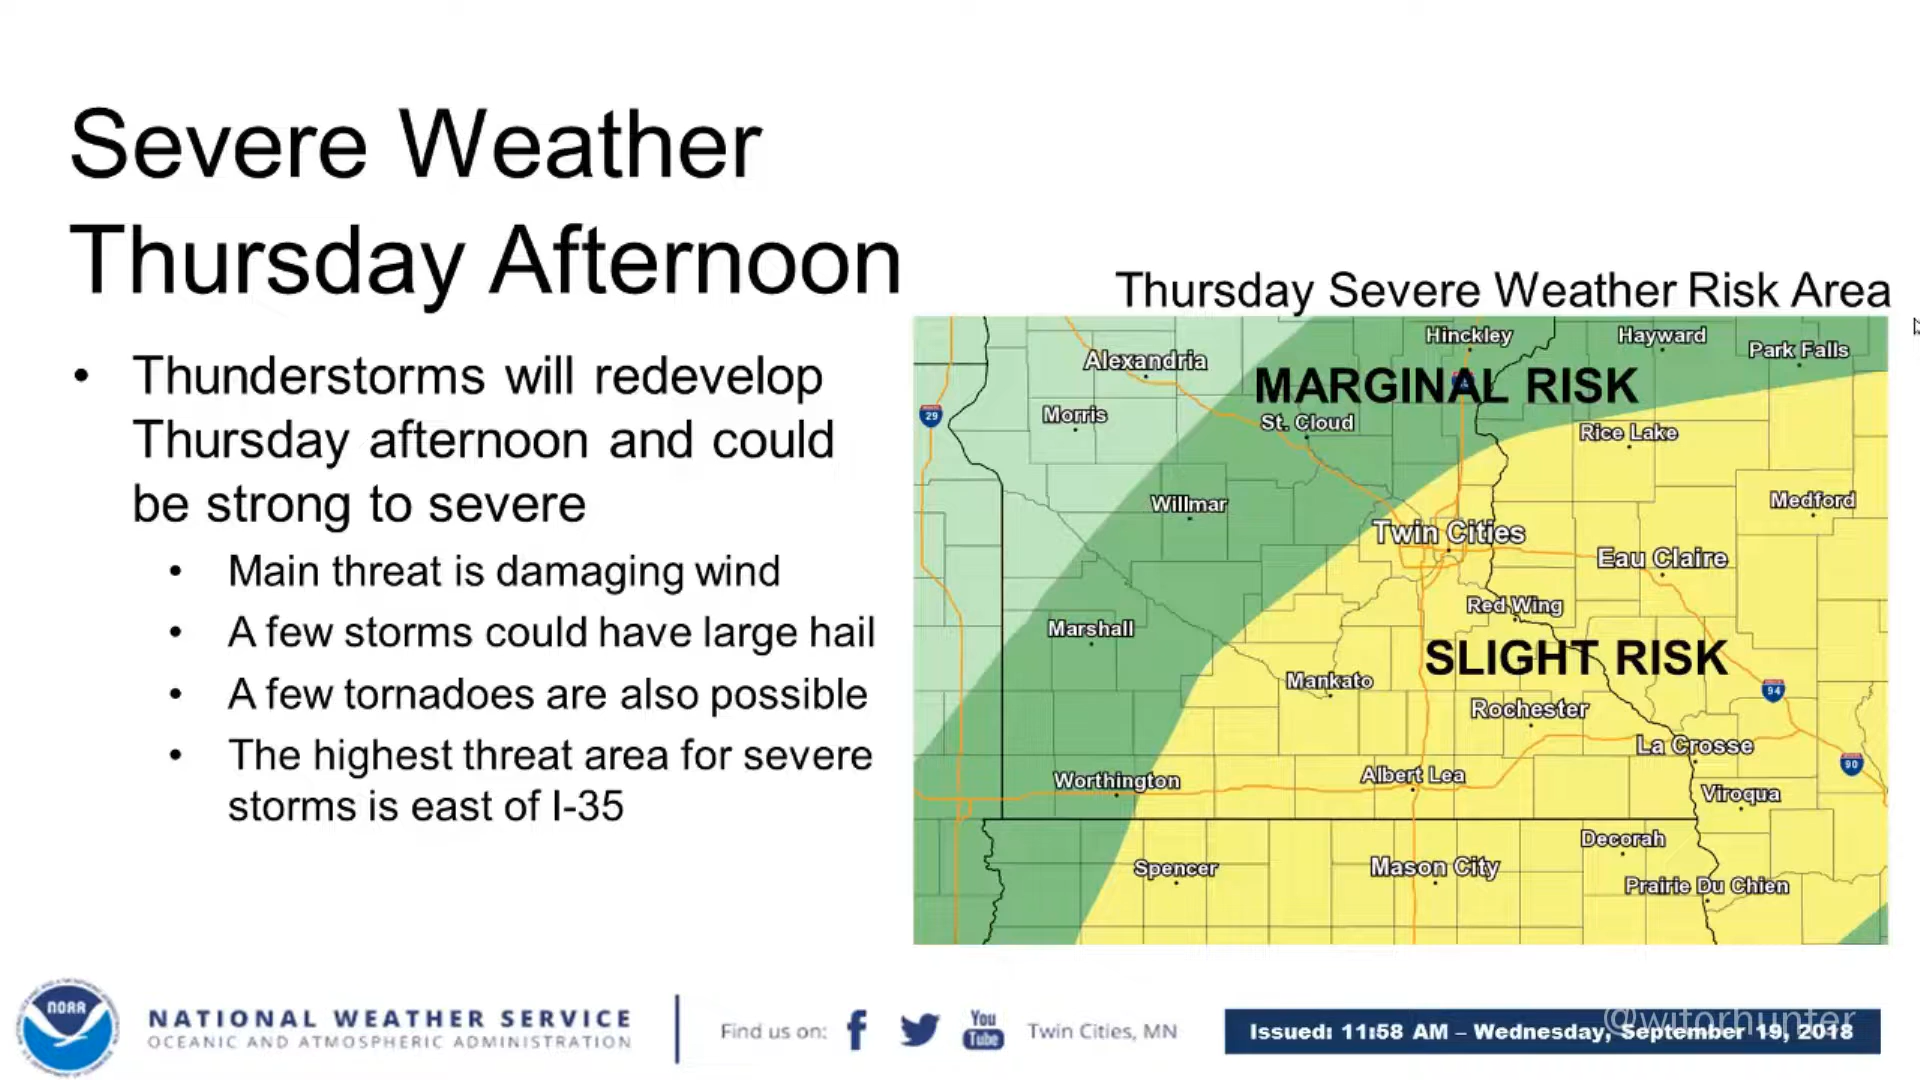 Severe Weather
Thursday Afternoon
Thursday Severe Weather Risk Area
• Thunderstorms will redevelop
Thursday afternoon and could
be strong to severe
• Main threat is damaging wind
• A few storms could have large hail
• A few tornadoes are also possible
• The highest threat area for severe
storms is east of I-35
Hinckley
Hayward
Park Falls
Alexandria
MARGINAL RISK
Morris
29
St. Cloud
Rice Lake
Willmar
Medford
Twin Cities
Eau Claire
Red Wing
Marshall
SLIGHT RISK
Mankato
94
Rochester
La Crosse
90
Worthington
Albert Lea
Viroqua
Decorah
Spencer
Mason City
Prairie Du Chien
NOAA
NATIONAL WEATHER SERVICE
OCEANIC AND ATMOSPHERIC ADMINISTRATION
Find us on:
f
You
Tube
Twin Cities, MN
Issued: 11:58 AM – Wednesday, September 19, 2018
@witorhunter